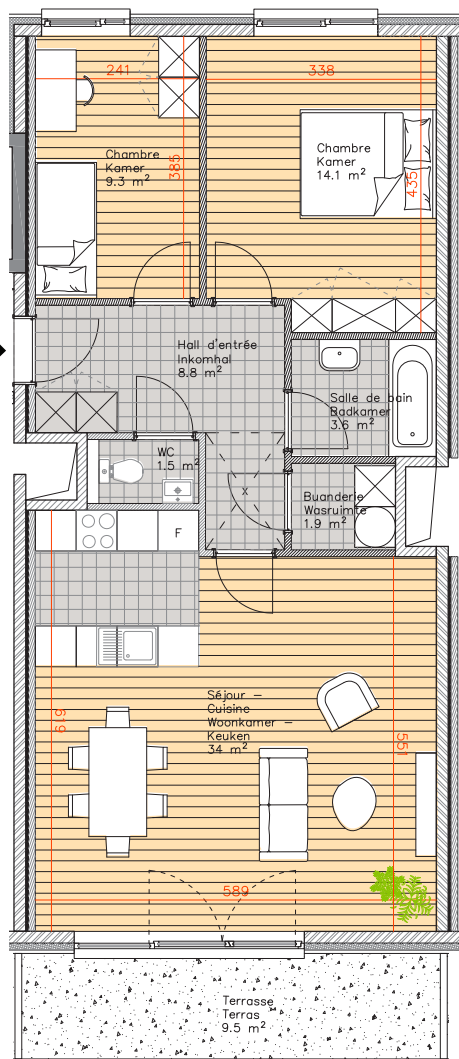 241
338
Chambre
Kamer
9.3 m²
385
Chambre
Kamer
14.1 m²
435
Hall d'entrée
Inkomhal
8.8 m²
Salle de bain
Badkamer
3.6 m²
WC
1.5 m²
X
Buanderie
Wasruimte
1.9 m²
F
Séjour –
Cuisine
Woonkamer –
Keuken
34 m²
619
551
589
Terrasse
Terras
9.5 m²